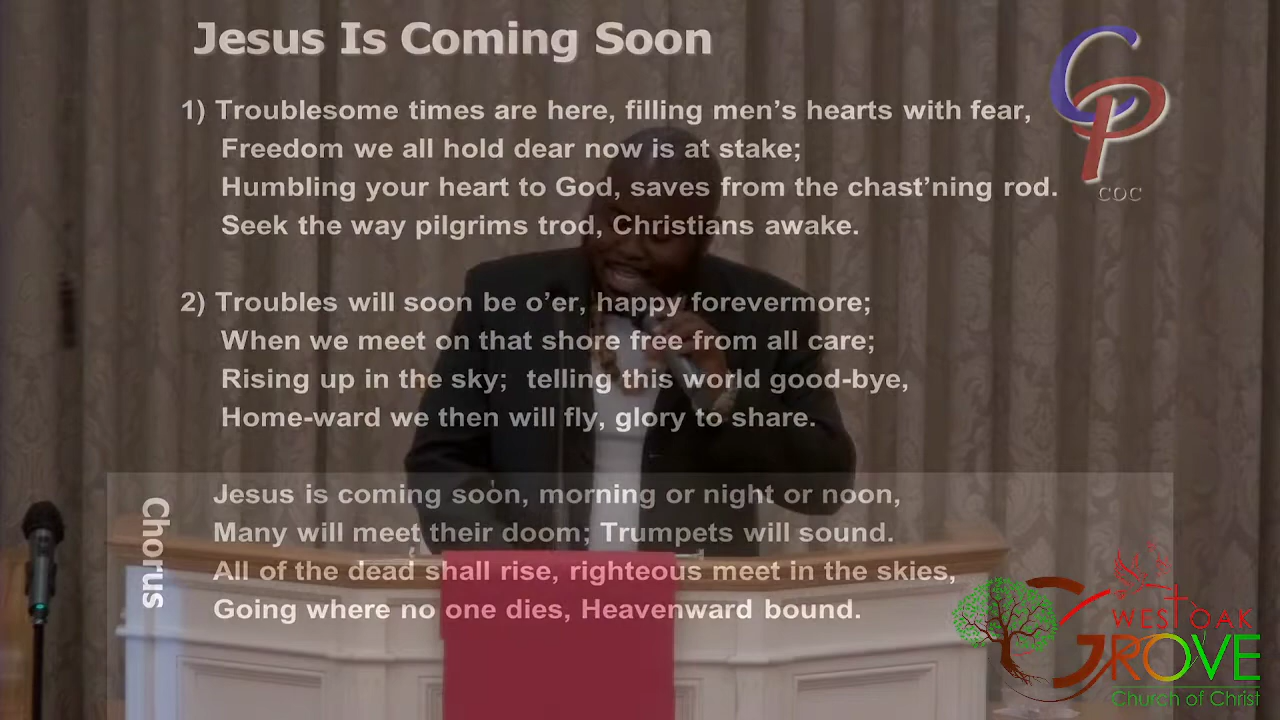 Jesus Is Coming Soon
1) Troublesome times are here, filling men’s hearts with fear,
Freedom we all hold dear now is at stake;
Humbling your heart to God, saves from the chast’ning rod.
Seek the way pilgrims trod, Christians awake.
2) Troubles will soon be o’er, happy forevermore;
When we meet on that shore free from all care;
Rising up in the sky; telling this world good-bye,
Home-ward we then will fly, glory to share.
Chorus
Jesus is coming soon, morning or night or noon,
Many will meet their doom; Trumpets will sound.
All of the dead shall rise, righteous meet in the skies,
Going where no one dies, Heavenward bound.
CP
COC
WEST OAK
GROVE
Church of Christ